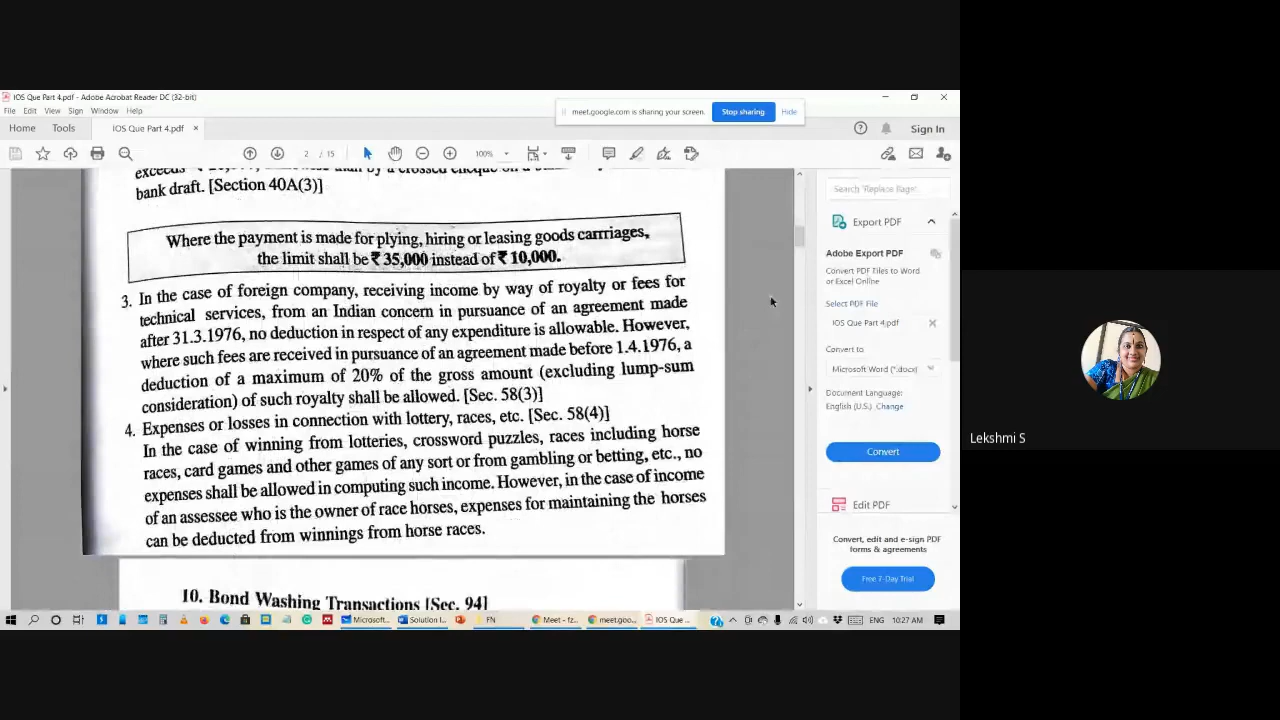 IOS Que Part 4.pdf - Adobe Acrobat Reader DC (32-bit)
File Edit View Sign Window Help
meet.google.com is sharing your screen. Stop sharing Hide
Home Tools IOS Que Part 4.pdf × Sign In
2 / 15 100%
bank draft. [Section 40A(3)]
Where the payment is made for plying, hiring or leasing goods carrriages,
the limit shall be ₹ 35,000 instead of ₹ 10,000.
3. In the case of foreign company, receiving income by way of royalty or fees for
technical services, from an Indian concern in pursuance of an agreement made
after 31.3.1976, no deduction in respect of any expenditure is allowable. However,
where such fees are received in pursuance of an agreement made before 1.4.1976, a
deduction of a maximum of 20% of the gross amount (excluding lump-sum
consideration) of such royalty shall be allowed. [Sec. 58(3)]
4. Expenses or losses in connection with lottery, races, etc. [Sec. 58(4)]
In the case of winning from lotteries, crossword puzzles, races including horse
races, card games and other games of any sort or from gambling or betting, etc., no
expenses shall be allowed in computing such income. However, in the case of income
of an assessee who is the owner of race horses, expenses for maintaining the horses
can be deducted from winnings from horse races.
10. Bond Washing Transactions [Sec. 94]
Search 'Replace Page'
Export PDF
Adobe Export PDF
Convert PDF Files to Word
or Excel Online
Select PDF File
IOS Que Part 4.pdf
Convert to
Microsoft Word (*.docx)
Document Language:
English (U.S.) Change
Convert
Edit PDF
Convert, edit and e-sign PDF
forms & agreements
Free 7-Day Trial
Microsoft... Solution I... FN Meet - fz... meet.goo... IOS Que ... ENG 10:27 AM
Lekshmi S